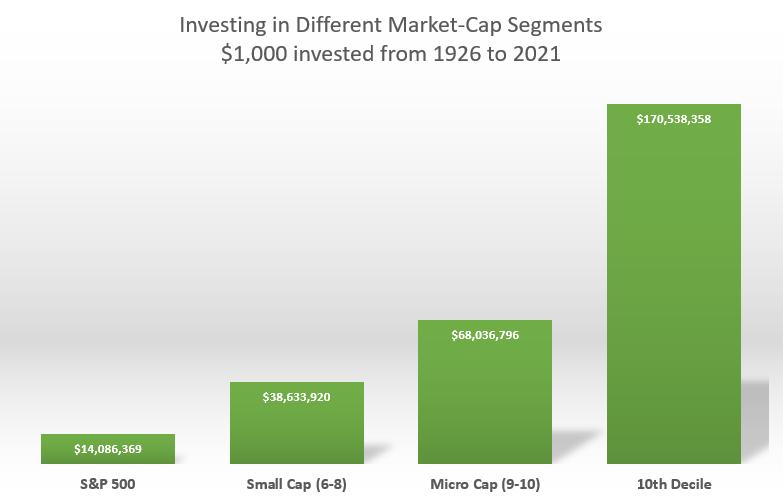 Investing in Different Market-Cap Segments
$1,000 invested from 1926 to 2021
$170,538,358
$68,036,796
$38,633,920
$14,086,369
S&P 500
Small Cap (6-8)
Micro Cap (9-10)
10th Decile